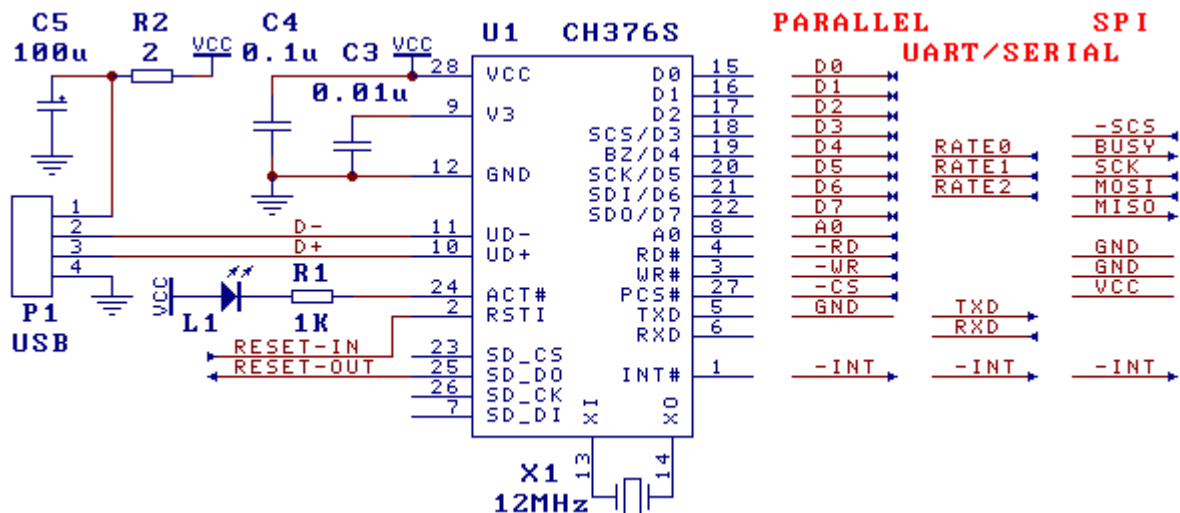 C5 R2 C4 U1 CH376S PARALLEL SPI
100u 2 VCC 0.1u C3 VCC UART/SERIAL
28 VCC D0 15 D0
0.01u D1 16 D1
9 V3 D2 17 D2
SCS/D3 18 D3 -SCS
BZ/D4 19 D4 RATE0 BUSY
12 GND SCK/D5 20 D5 RATE1 SCK
SDI/D6 21 D6 RATE2 MOSI
1 SDO/D7 22 D7 MISO
2 D- 11 UD- A0 8 A0
3 D+ 10 UD+ RD# 4 -RD GND
4 R1 WR# 3 -WR GND
VCC 24 ACT# PCS# 27 -CS VCC
P1 L1 1K 2 RSTI TXD 5 GND TXD
USB RESET-IN RXD 6 RXD
23 SD_CS
RESET-OUT 25 SD_DO INT# 1 -INT -INT -INT
26 SD_CK
7 SD_DI XI XO
X1 13 14
12MHz